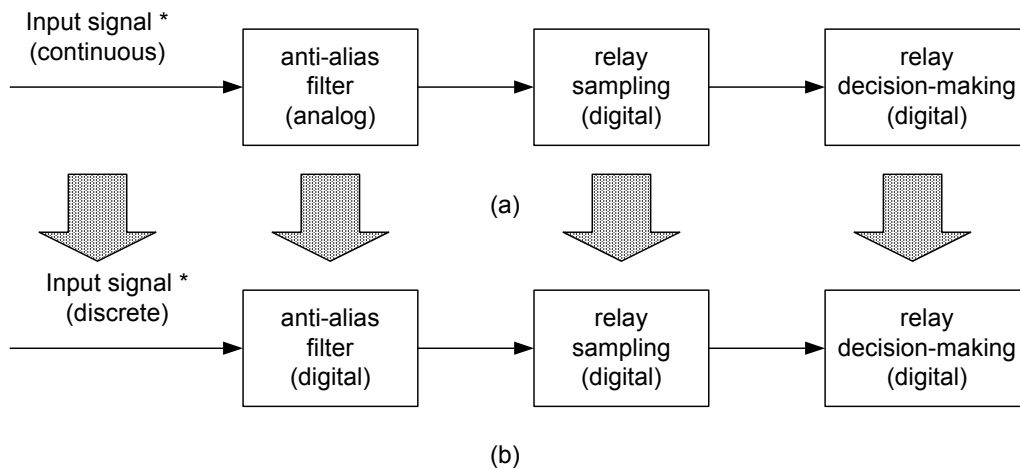 Input signal *
(continuous)
anti-alias
filter
(analog)
relay
sampling
(digital)
relay
decision-making
(digital)
(a)
Input signal *
(discrete)
anti-alias
filter
(digital)
relay
sampling
(digital)
relay
decision-making
(digital)
(b)